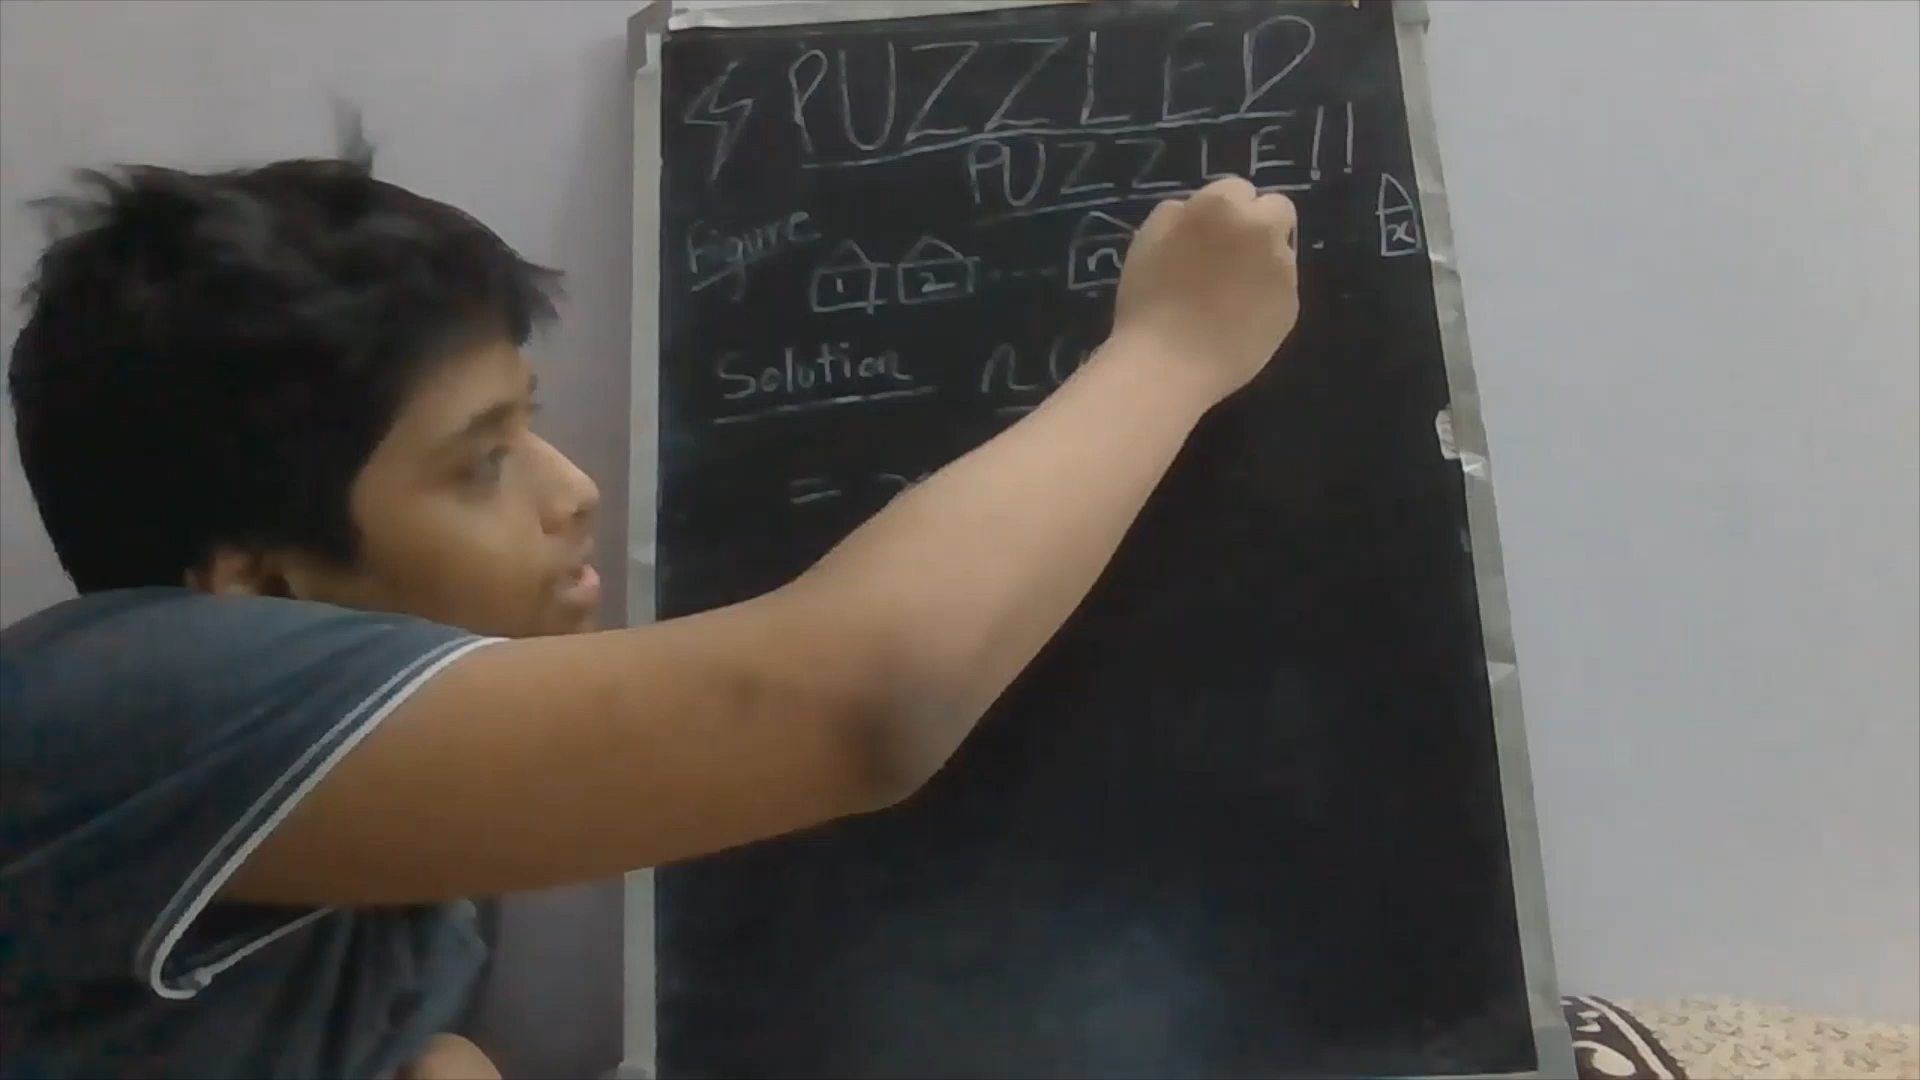 PUZZLED
PUZZLE!!
Figure
1 2 .... n . x
Solution n(
=